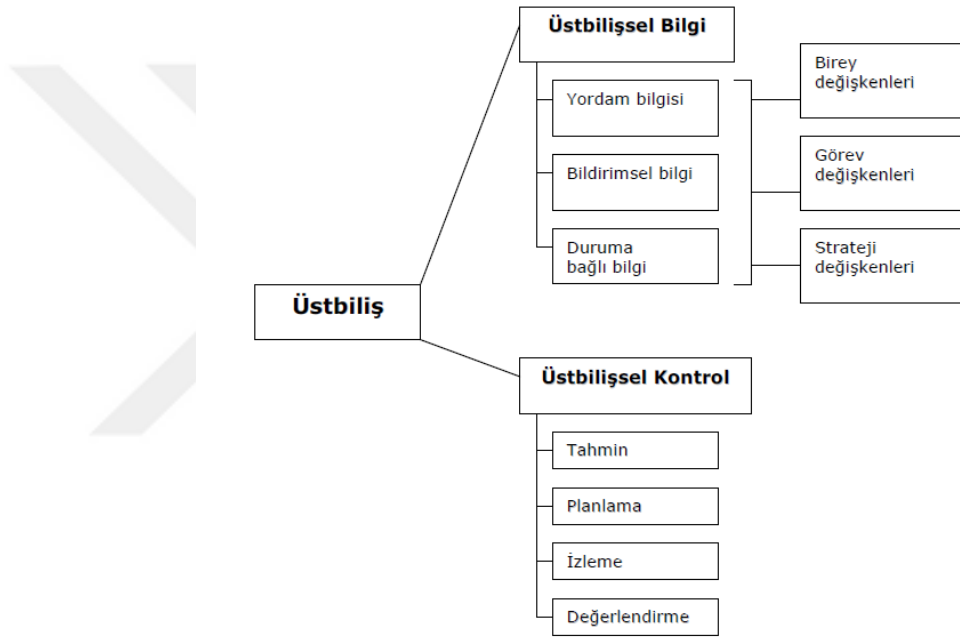 Üstbilişsel Bilgi
Yordam bilgisi
Bildirimsel bilgi
Duruma
bağlı bilgi
Birey
değişkenleri
Görev
değişkenleri
Strateji
değişkenleri
Üstbiliş
Üstbilişsel Kontrol
Tahmin
Planlama
İzleme
Değerlendirme